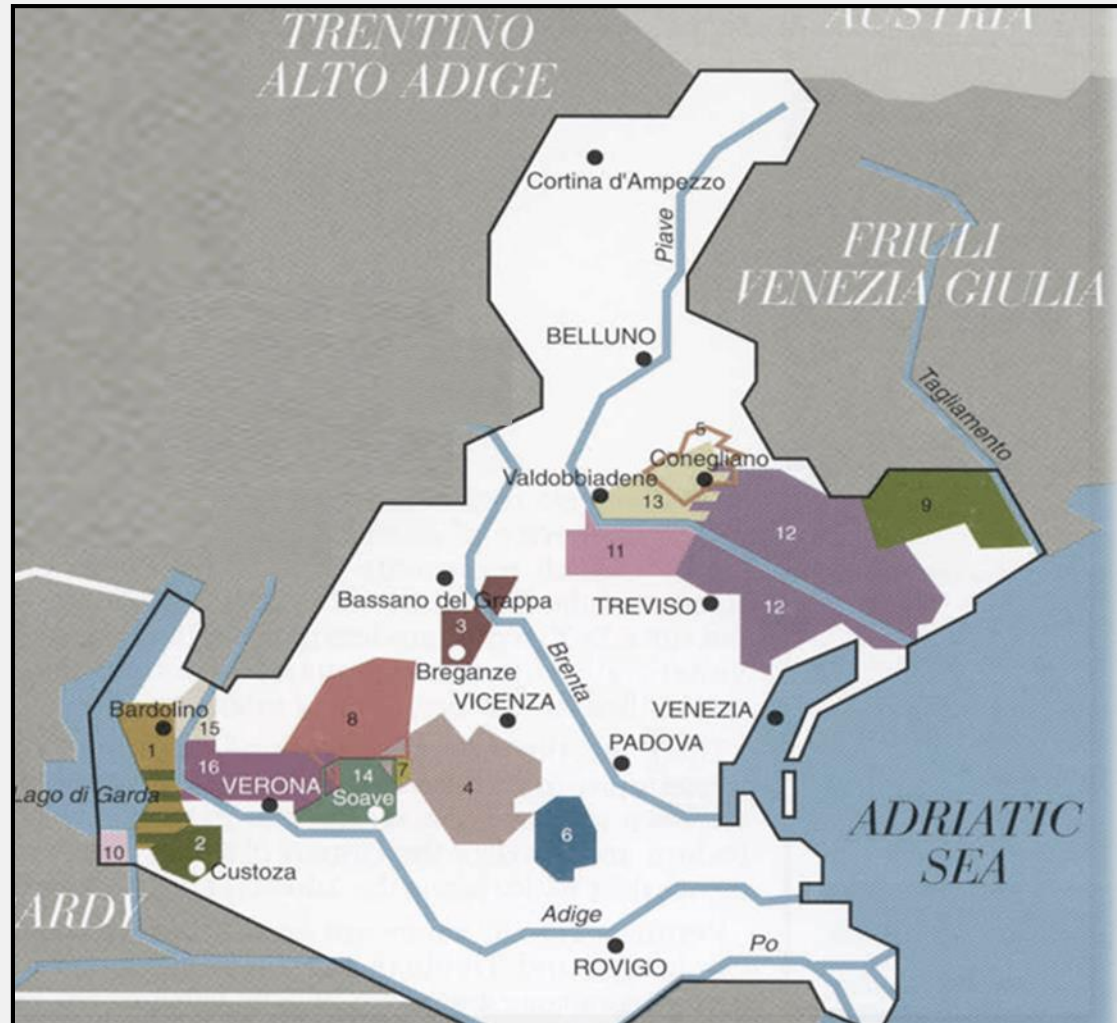 TRENTINO
ALTO ADIGE
AUSTRIA
Cortina d'Ampezzo
Piave
FRIULI
VENEZIA GIULIA
BELLUNO
Tagliamento
5
Conegliano
Valdobbiadene
13
9
12
11
12
TREVISO
Bassano del Grappa
3
Breganze
Brenta
VICENZA
VENEZIA
Bardolino
15
8
PADOVA
1
16
VERONA
14
7
Soave
4
Lago di Garda
6
ADRIATIC
SEA
10
2
Custoza
ARDY
Adige
Po
ROVIGO